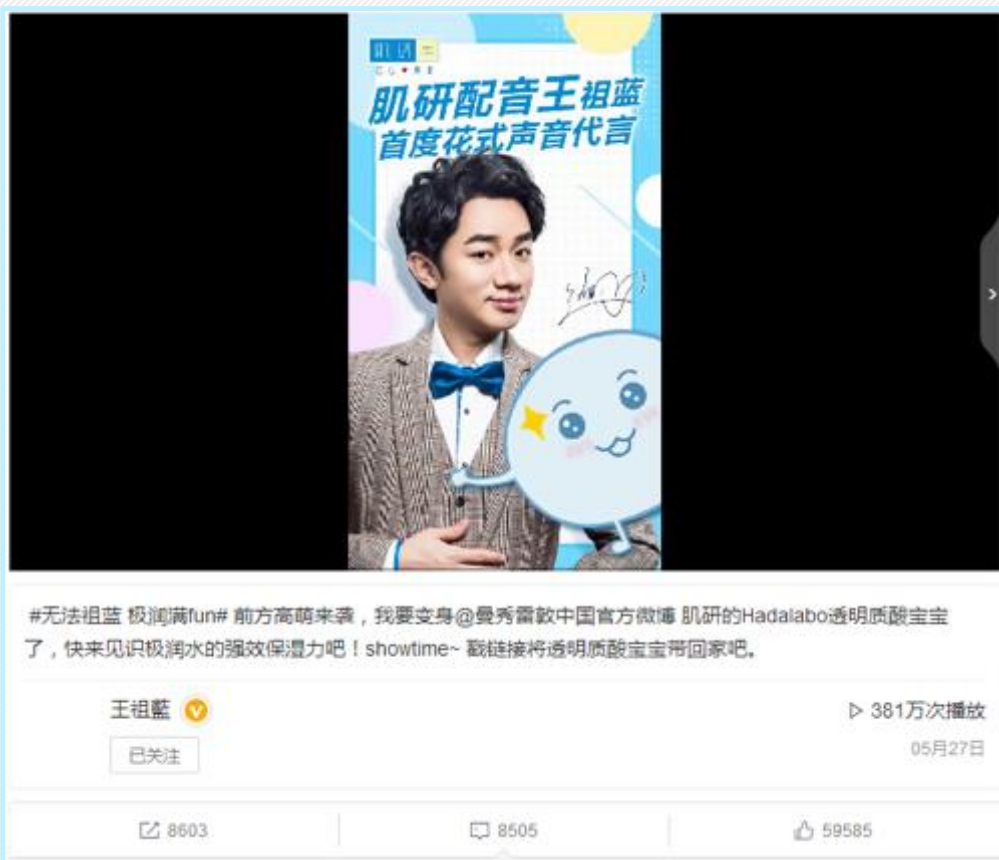 肌研
肌研配音王祖蓝
首度花式声音代言
#无法祖蓝 极润满fun# 前方高萌来袭，我要变身@曼秀雷敦中国官方微博 肌研的Hadalabo透明质酸宝宝
了，快来见识极润水的强效保湿力吧！showtime~ 戳链接将透明质酸宝宝带回家吧。
王祖藍
381万次播放
已关注
05月27日
8603
8505
59585